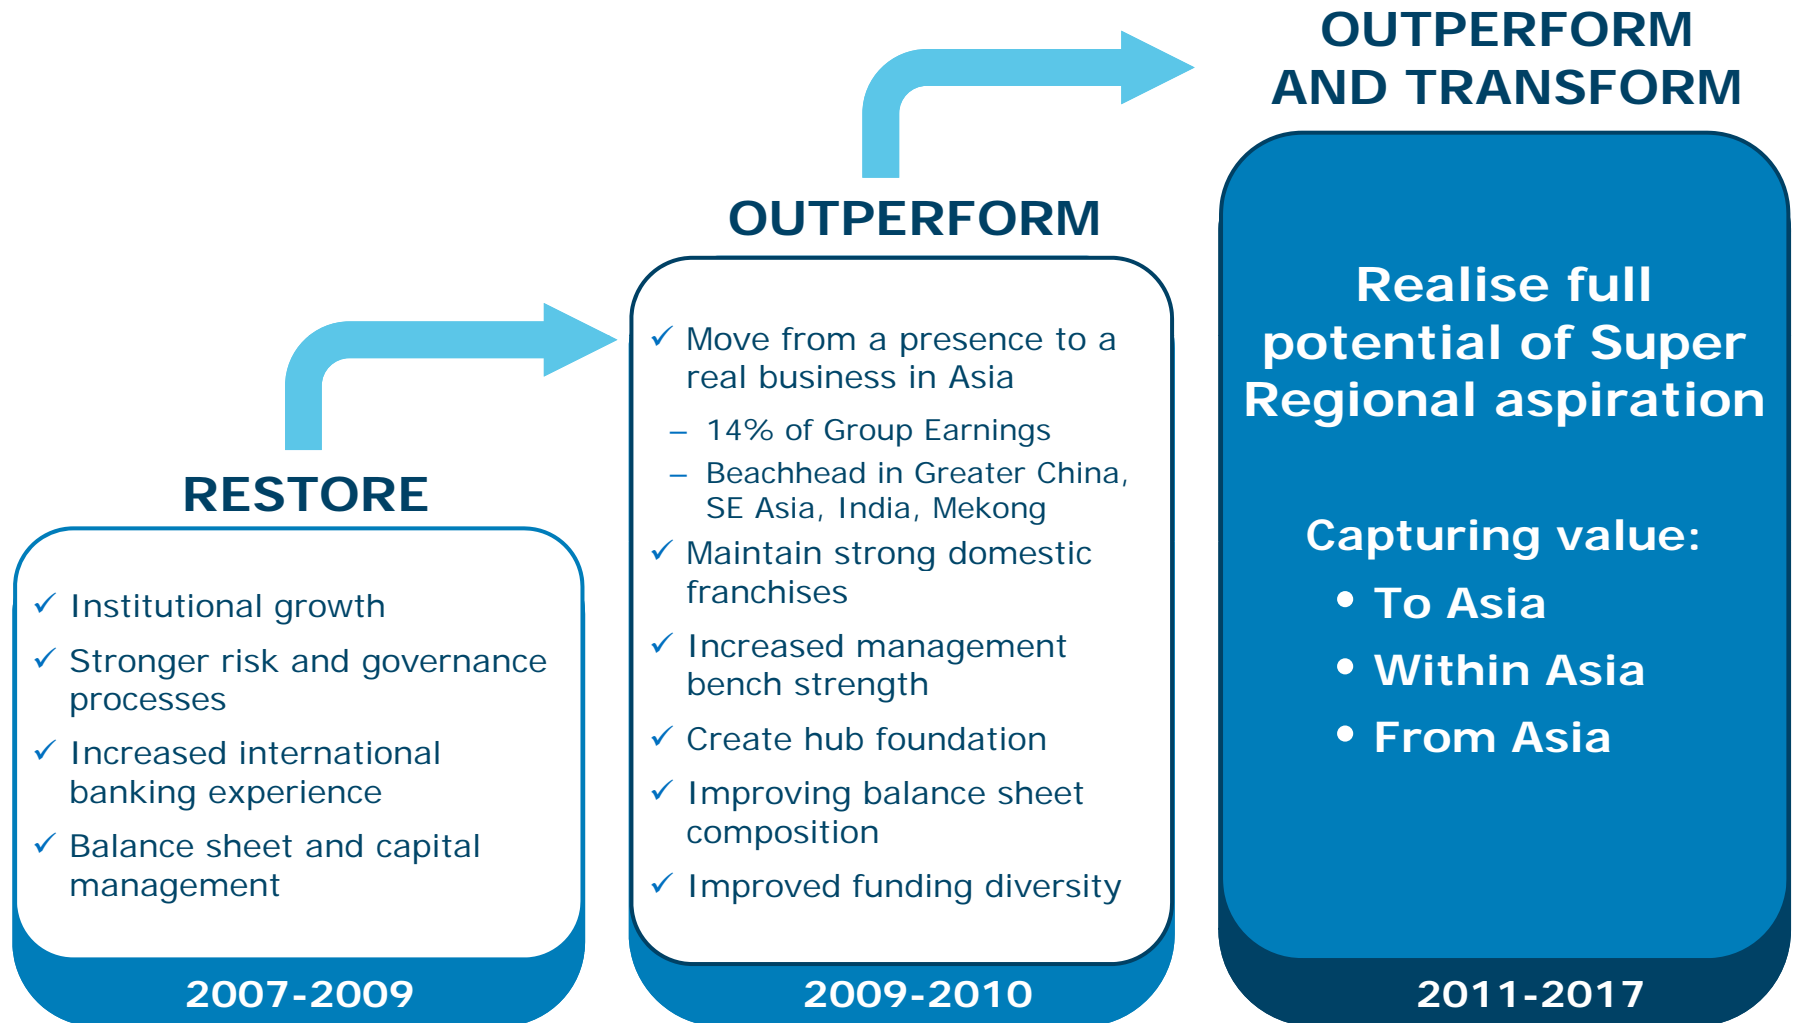 RESTORE
✓ Institutional growth
✓ Stronger risk and governance
processes
✓ Increased international
banking experience
✓ Balance sheet and capital
management
2007-2009
OUTPERFORM
✓ Move from a presence to a
real business in Asia
– 14% of Group Earnings
– Beachhead in Greater China,
SE Asia, India, Mekong
✓ Maintain strong domestic
franchises
✓ Increased management
bench strength
✓ Create hub foundation
✓ Improving balance sheet
composition
✓ Improved funding diversity
2009-2010
OUTPERFORM
AND TRANSFORM
Realise full
potential of Super
Regional aspiration
Capturing value:
• To Asia
• Within Asia
• From Asia
2011-2017